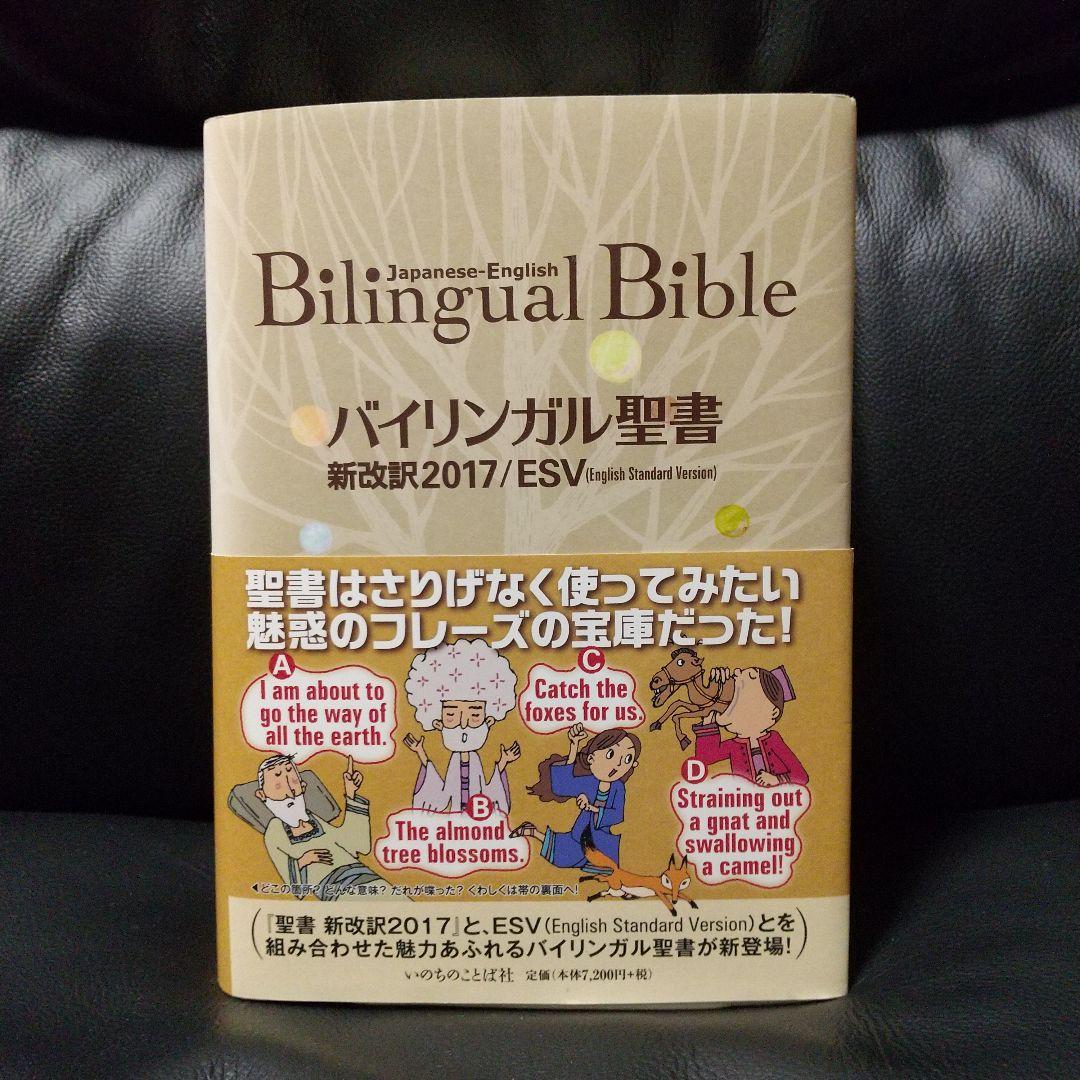 Japanese-English
Bilingual Bible
バイリンガル聖書
新改訳2017/ESV(English Standard Version)
聖書はさりげなく使ってみたい
魅惑のフレーズの宝庫だった!
A
I am about to
go the way of
all the earth.
B
The almond
tree blossoms.
C
Catch the
foxes for us.
D
Straining out
a gnat and
swallowing
a camel!
◀どこの箇所? どんな意味? だれが喋った? くわしくは帯の裏面へ!
『聖書 新改訳2017』と、ESV(English Standard Version)とを
組み合わせた魅力あふれるバイリンガル聖書が新登場!
いのちのことば社 定価(本体7,200円+税)